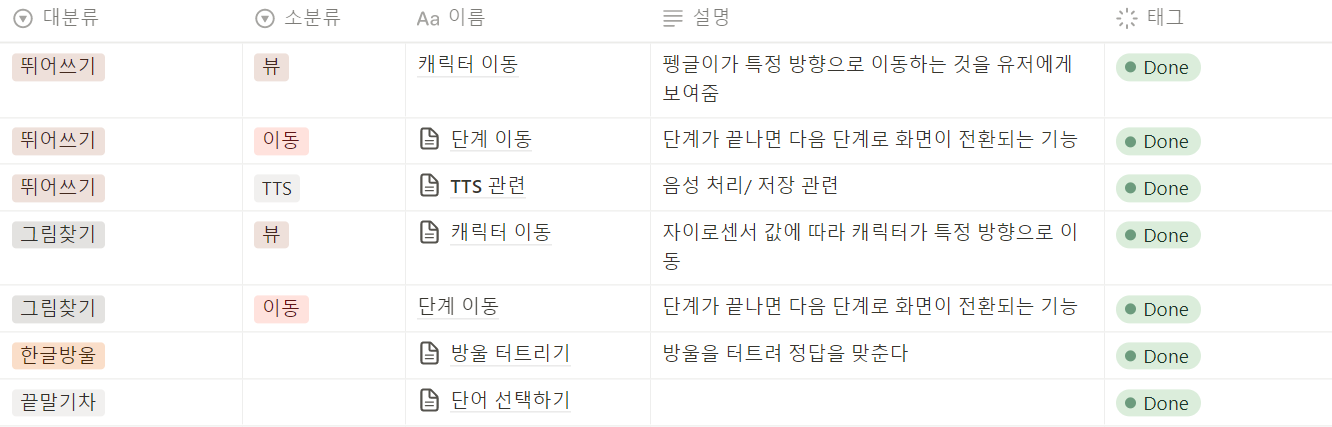 대분류 소분류 Aa 이름 설명 태그
뛰어쓰기 뷰 캐릭터 이동 펭글이가 특정 방향으로 이동하는 것을 유저에게 Done
보여줌
뛰어쓰기 이동 단계 이동 단계가 끝나면 다음 단계로 화면이 전환되는 기능 Done
뛰어쓰기 TTS TTS 관련 음성 처리/ 저장 관련 Done
그림찾기 뷰 캐릭터 이동 자이로센서 값에 따라 캐릭터가 특정 방향으로 이 Done
동
그림찾기 이동 단계 이동 단계가 끝나면 다음 단계로 화면이 전환되는 기능 Done
한글방울 방울 터트리기 방울을 터트려 정답을 맞춘다 Done
끝말기차 단어 선택하기 Done